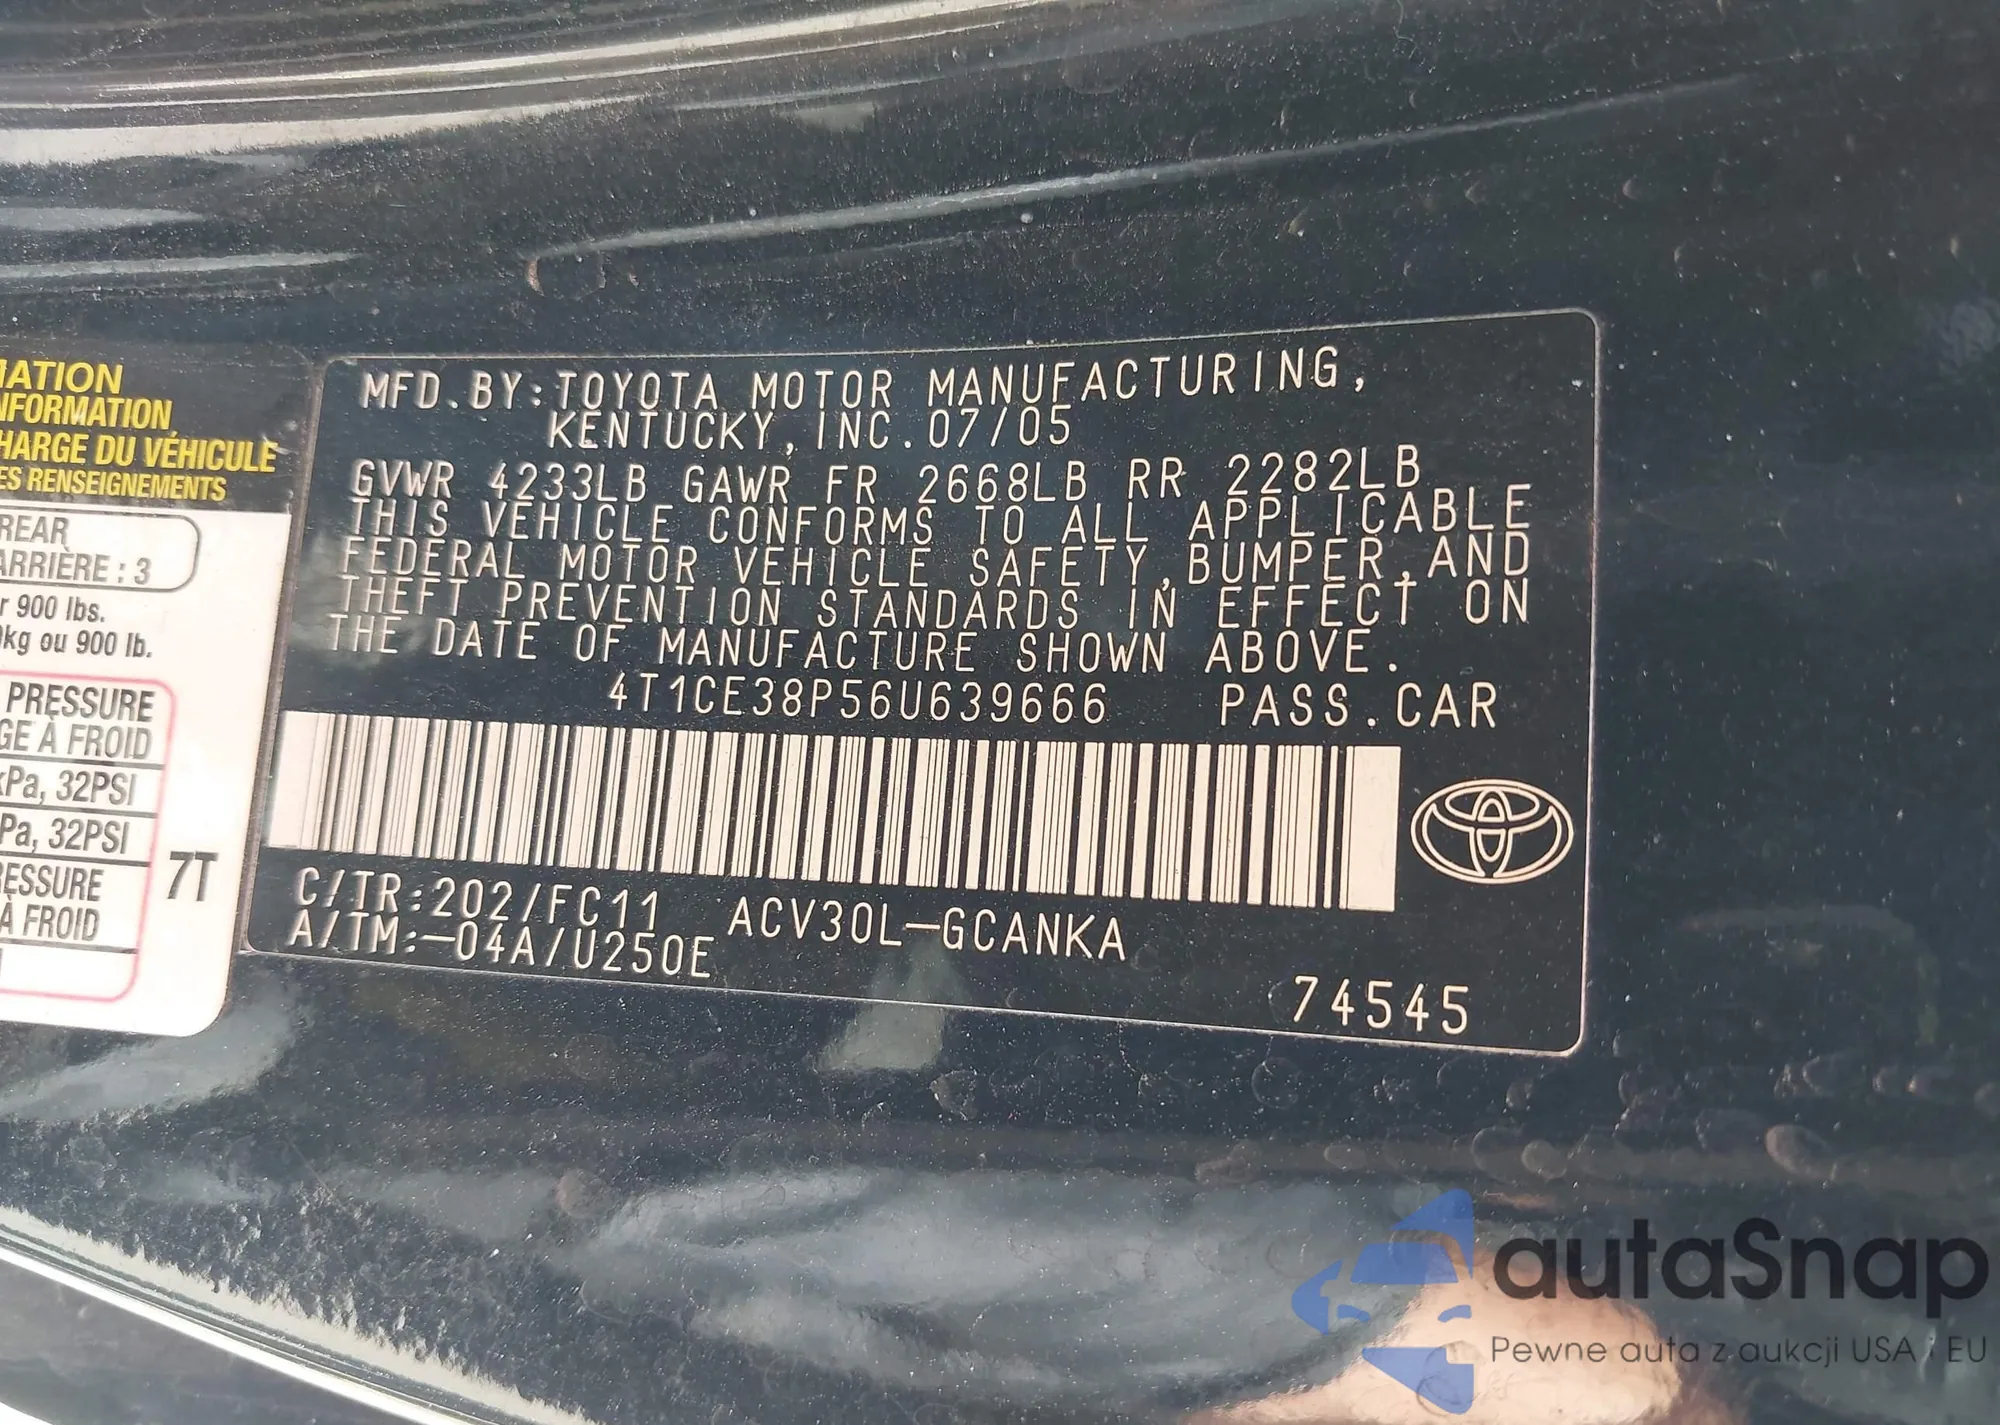 MATION
NFORMATION
HARGE DU VÉHICULE
ES RENSEIGNEMENTS
REAR
ARRIÈRE : 3
r 900 lbs.
kg ou 900 lb.
PRESSURE
GE À FROID
kPa, 32PSI
Pa, 32PSI
RESSURE
À FROID
7T
MFD. BY: TOYOTA MOTOR MANUFACTURING,
KENTUCKY, INC. 07/05
GVWR 4233LB GAWR FR 2668LB RR 2282LB
THIS VEHICLE CONFORMS TO ALL APPLICABLE
FEDERAL MOTOR VEHICLE SAFETY, BUMPER, AND
THEFT PREVENTION STANDARDS IN EFFECT ON
THE DATE OF MANUFACTURE SHOWN ABOVE.
4T1CE38P56U639666 PASS. CAR
C/TR:202/FC11 ACV30L-GCANKA
A/TM:-04A/U250E
74545
autaSnap
Pewne auta z aukcji USA i EU